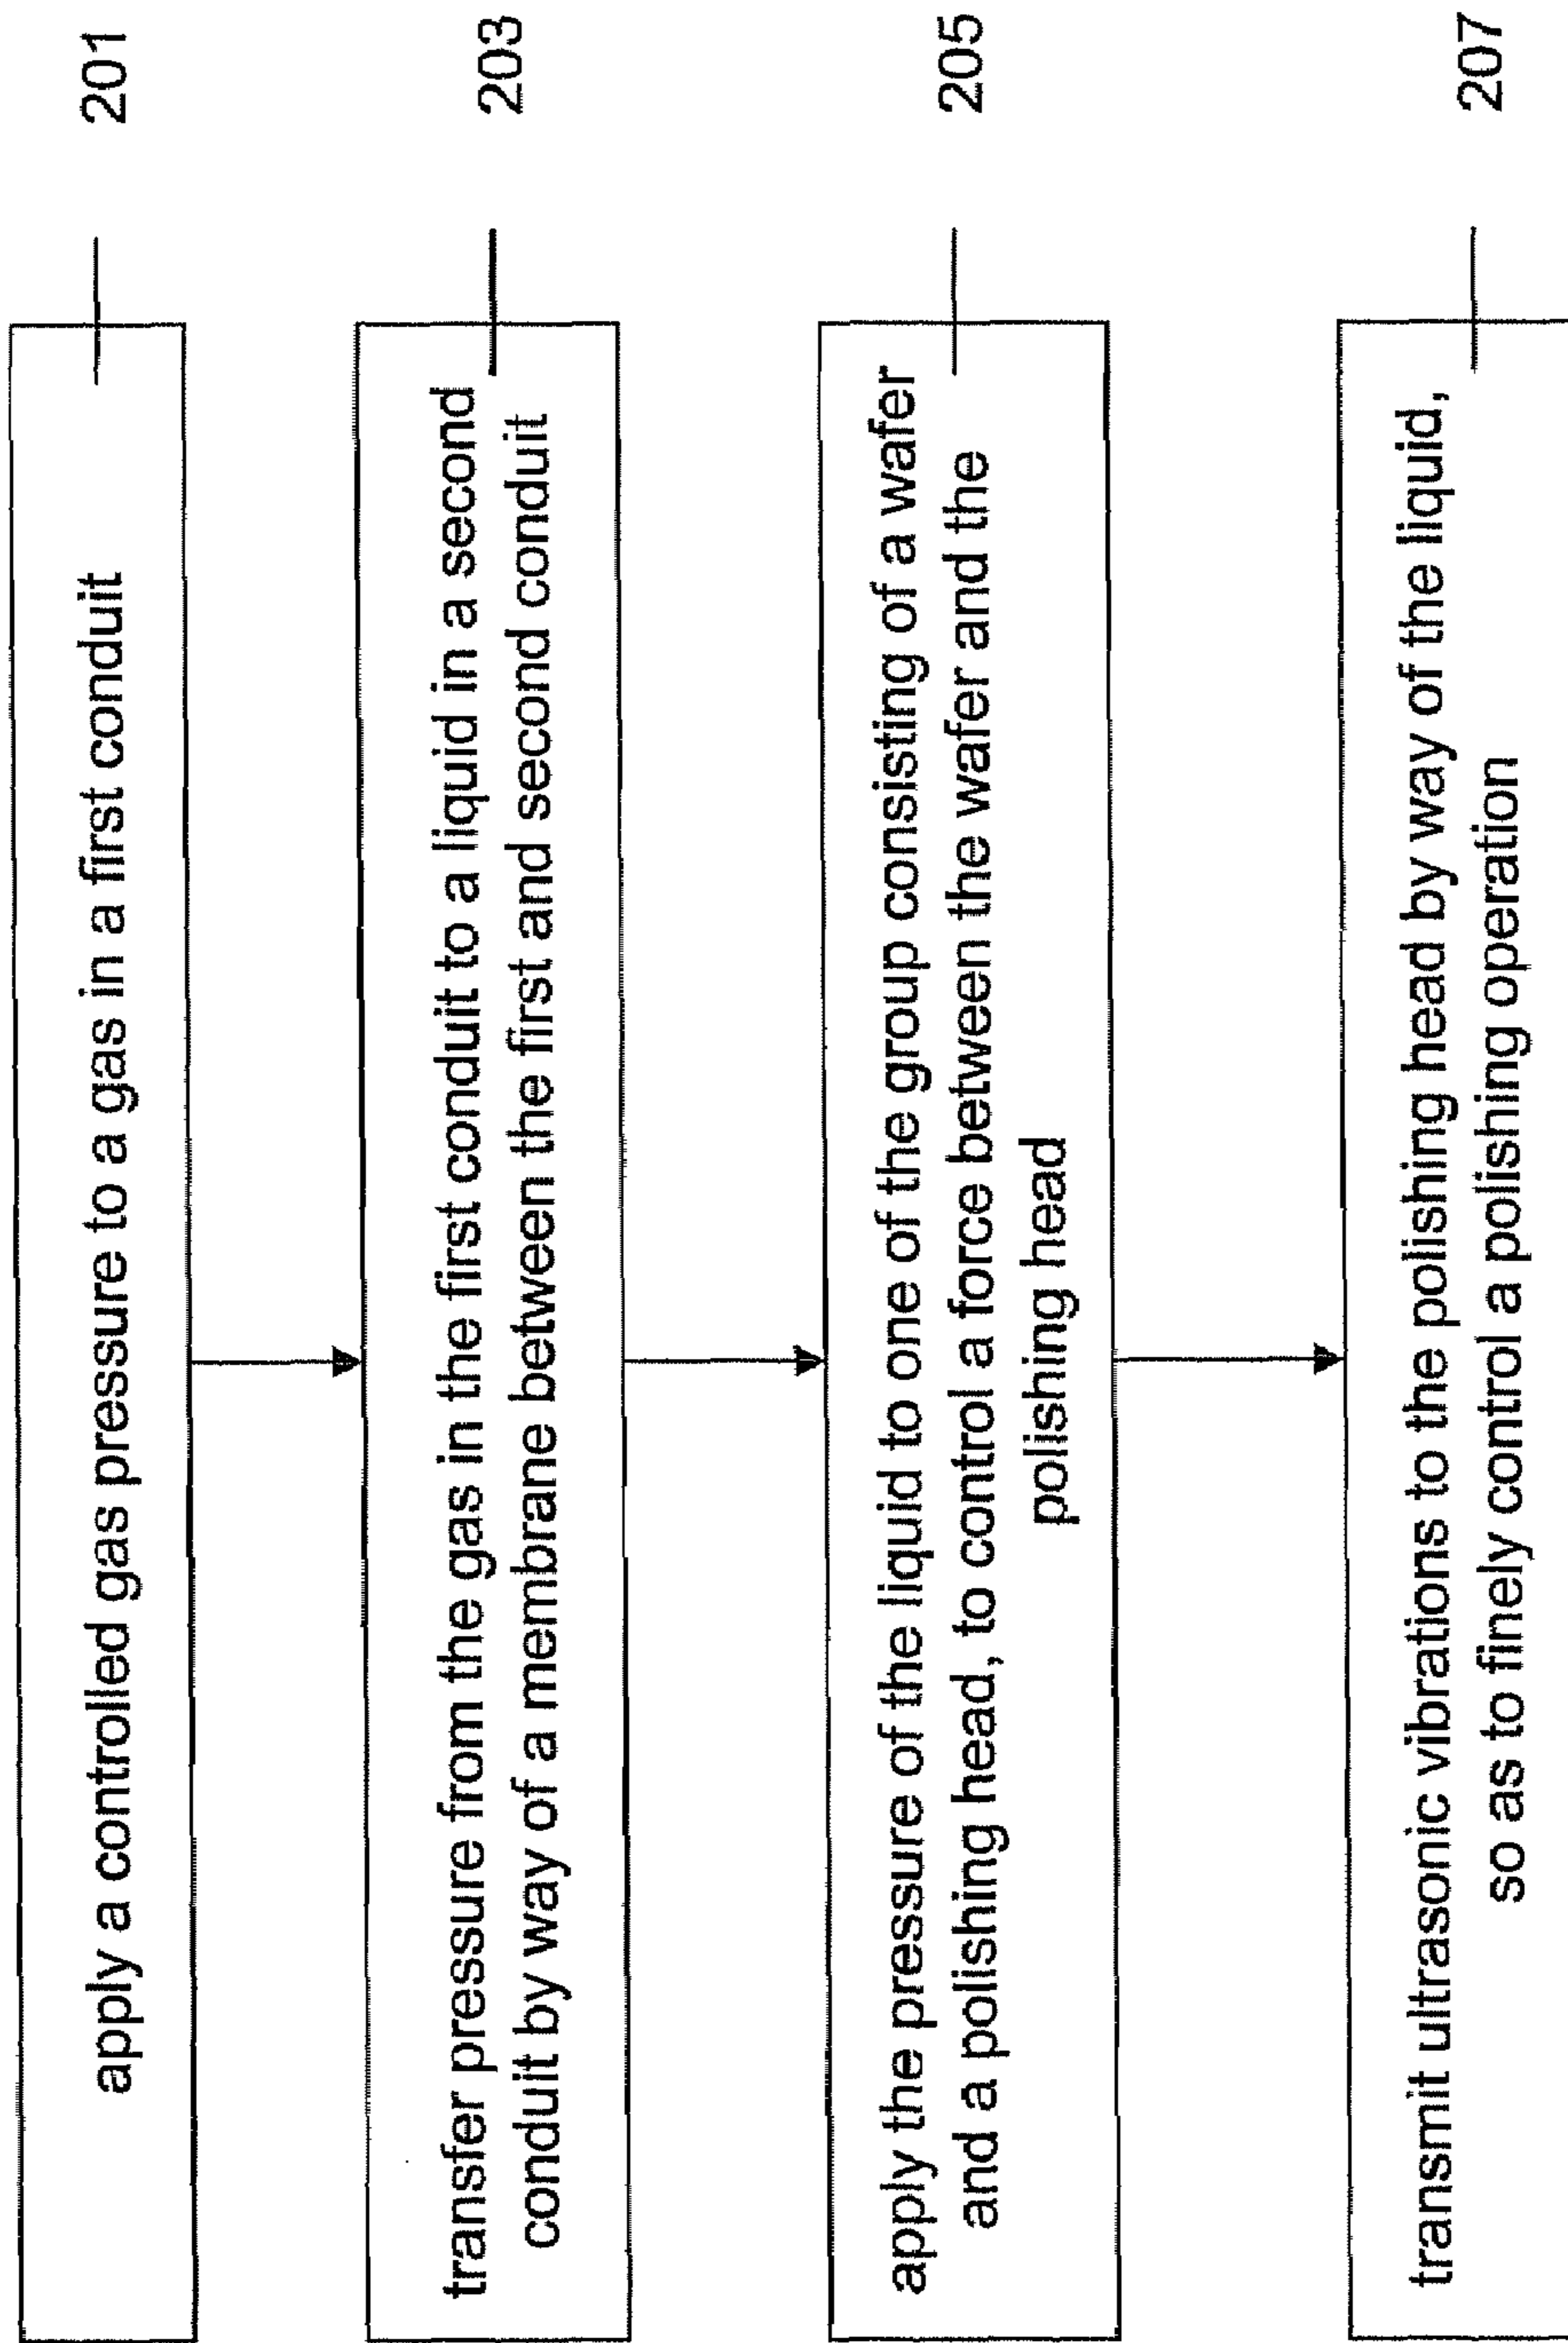 apply a controlled gas pressure to a gas in a first conduit
201
transfer pressure from the gas in the first conduit to a liquid in a second
conduit by way of a membrane between the first and second conduit
203
apply the pressure of the liquid to one of the group consisting of a wafer
and a polishing head, to control a force between the wafer and the
polishing head
205
transmit ultrasonic vibrations to the polishing head by way of the liquid,
so as to finely control a polishing operation
207